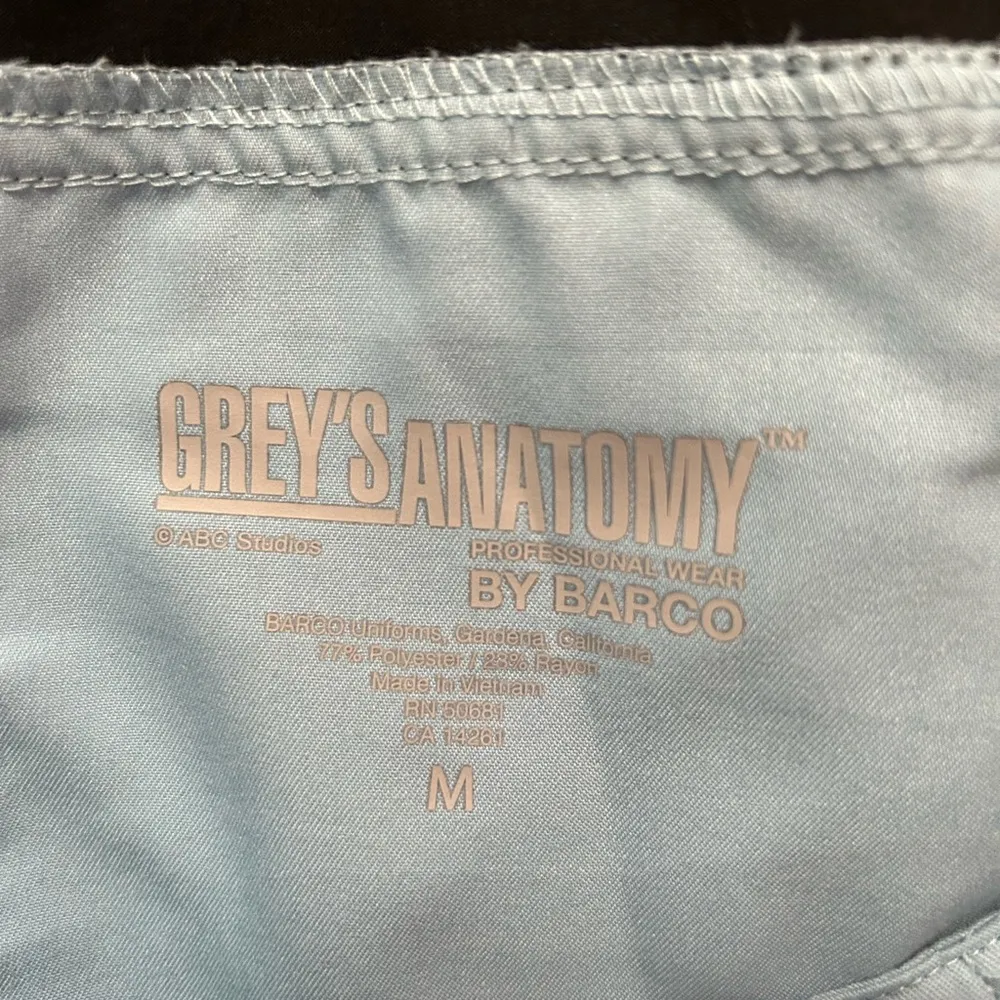 GREY'S ANATOMY™
© ABC Studios
PROFESSIONAL WEAR
BY BARCO
BARCO Uniforms, Gardena, California
77% Polyester / 23% Rayon
Made in Vietnam
RN 50681
CA 14261
M